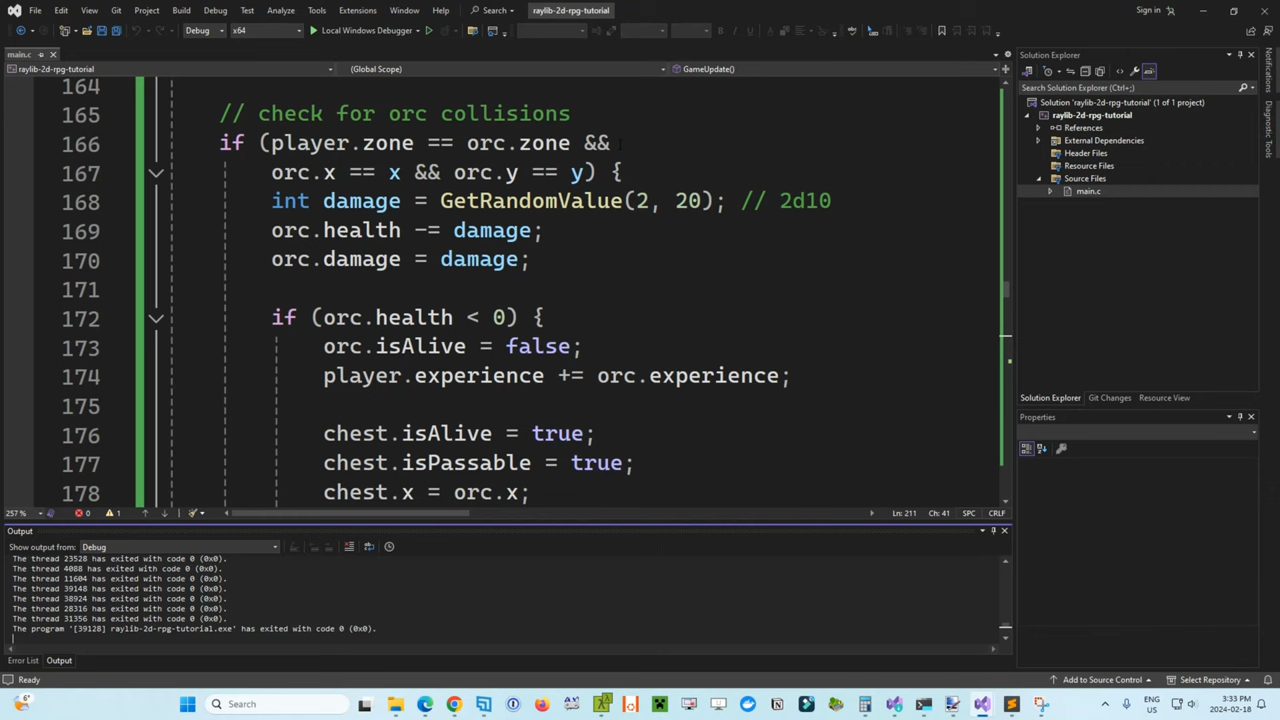 File Edit View Git Project Build Debug Test Analyze Tools Extensions Window Help Search raylib-2d-rpg-tutorial Sign in
Debug x64 Local Windows Debugger
main.c
raylib-2d-rpg-tutorial (Global Scope) GameUpdate()
164
165 // check for orc collisions
166 if (player.zone == orc.zone &&
167 orc.x == x && orc.y == y) {
168 int damage = GetRandomValue(2, 20); // 2d10
169 orc.health -= damage;
170 orc.damage = damage;
171
172 if (orc.health < 0) {
173 orc.isAlive = false;
174 player.experience += orc.experience;
175
176 chest.isAlive = true;
177 chest.isPassable = true;
178 chest.x = orc.x;
257 % 0 1 Ln: 211 Ch: 41 SPC CRLF
Output
Show output from: Debug
The thread 23528 has exited with code 0 (0x0).
The thread 4088 has exited with code 0 (0x0).
The thread 11604 has exited with code 0 (0x0).
The thread 39148 has exited with code 0 (0x0).
The thread 38924 has exited with code 0 (0x0).
The thread 28316 has exited with code 0 (0x0).
The thread 31356 has exited with code 0 (0x0).
The program '[39128] raylib-2d-rpg-tutorial.exe' has exited with code 0 (0x0).
Error List Output
Solution Explorer
Search Solution Explorer (Ctrl+;)
Solution 'raylib-2d-rpg-tutorial' (1 of 1 project)
raylib-2d-rpg-tutorial
References
External Dependencies
Header Files
Resource Files
Source Files
main.c
Solution Explorer Git Changes Resource View
Properties
Notifications
Diagnostic Tools
Ready Add to Source Control Select Repository
6° Search ENG US 3:33 PM 2024-02-18